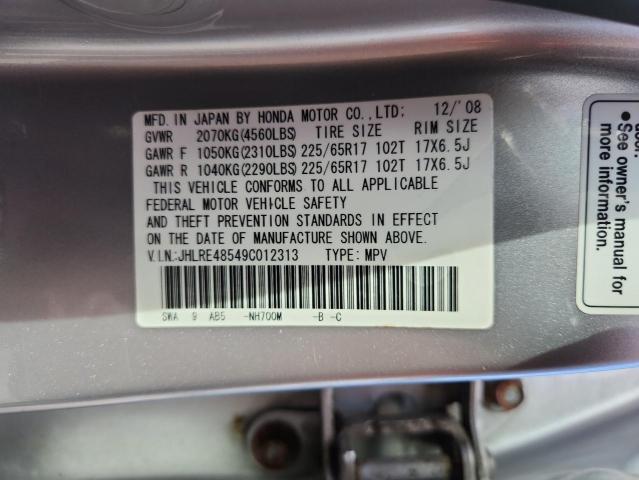 MFD. IN JAPAN BY HONDA MOTOR CO.,LTD: 12/'08
GVWR 2070KG(4560LBS) TIRE SIZE RIM SIZE
GAWR F 1050KG(2310LBS) 225/65R17 102T 17X6.5J
GAWR R 1040KG(2290LBS) 225/65R17 102T 17X6.5J
THIS VEHICLE CONFORMS TO ALL APPLICABLE
FEDERAL MOTOR VEHICLE SAFETY
AND THEFT PREVENTION STANDARDS IN EFFECT
ON THE DATE OF MANUFACTURE SHOWN ABOVE.
V.I.N.:JHLRE48549C012313 TYPE: MPV
SWA 9 AB5 -NH700M -B -C
•See owner's manual for
more information.